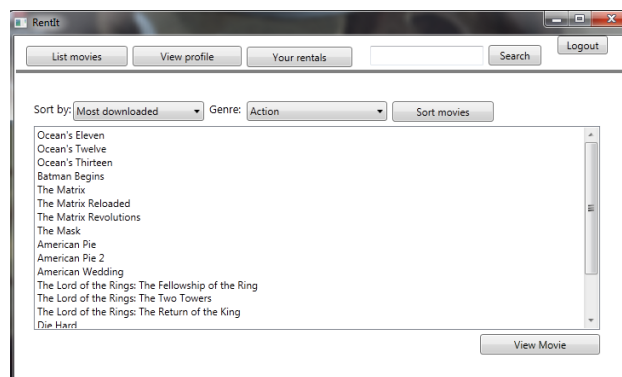 RentIt
Logout
List movies View profile Your rentals Search
Sort by: Most downloaded Genre: Action Sort movies
Ocean's Eleven
Ocean's Twelve
Ocean's Thirteen
Batman Begins
The Matrix
The Matrix Reloaded
The Matrix Revolutions
The Mask
American Pie
American Pie 2
American Wedding
The Lord of the Rings: The Fellowship of the Ring
The Lord of the Rings: The Two Towers
The Lord of the Rings: The Return of the King
Die Hard
View Movie